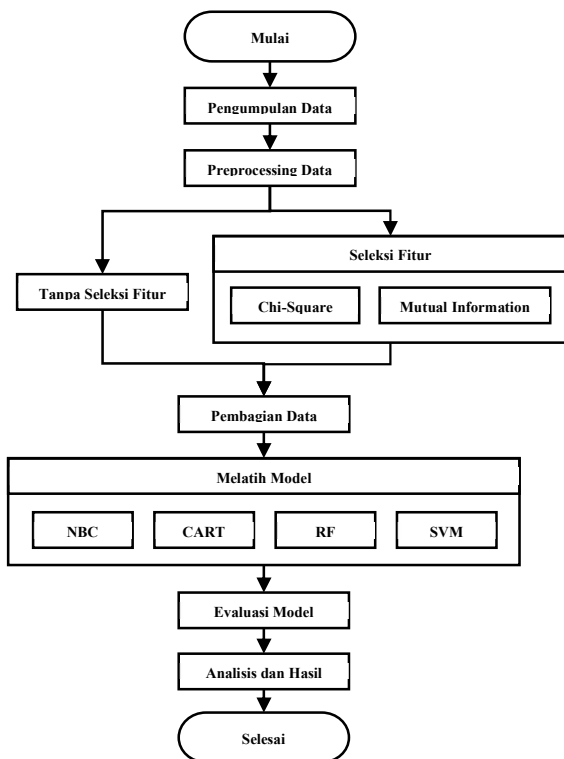 Mulai
Pengumpulan Data
Preprocessing Data
Seleksi Fitur
Tanpa Seleksi Fitur
Chi-Square
Mutual Information
Pembagian Data
Melatih Model
NBC
CART
RF
SVM
Evaluasi Model
Analisis dan Hasil
Selesai